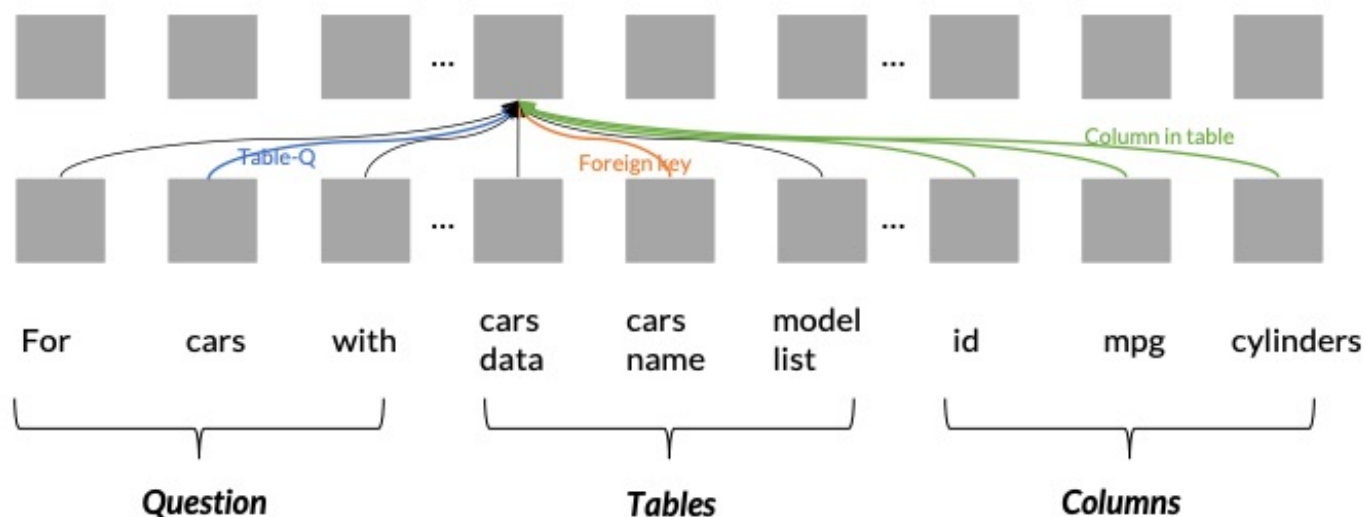 ... ...
Table-Q Foreign key Column in table
... ...
For cars with cars data cars name model list id mpg cylinders
Question Tables Columns